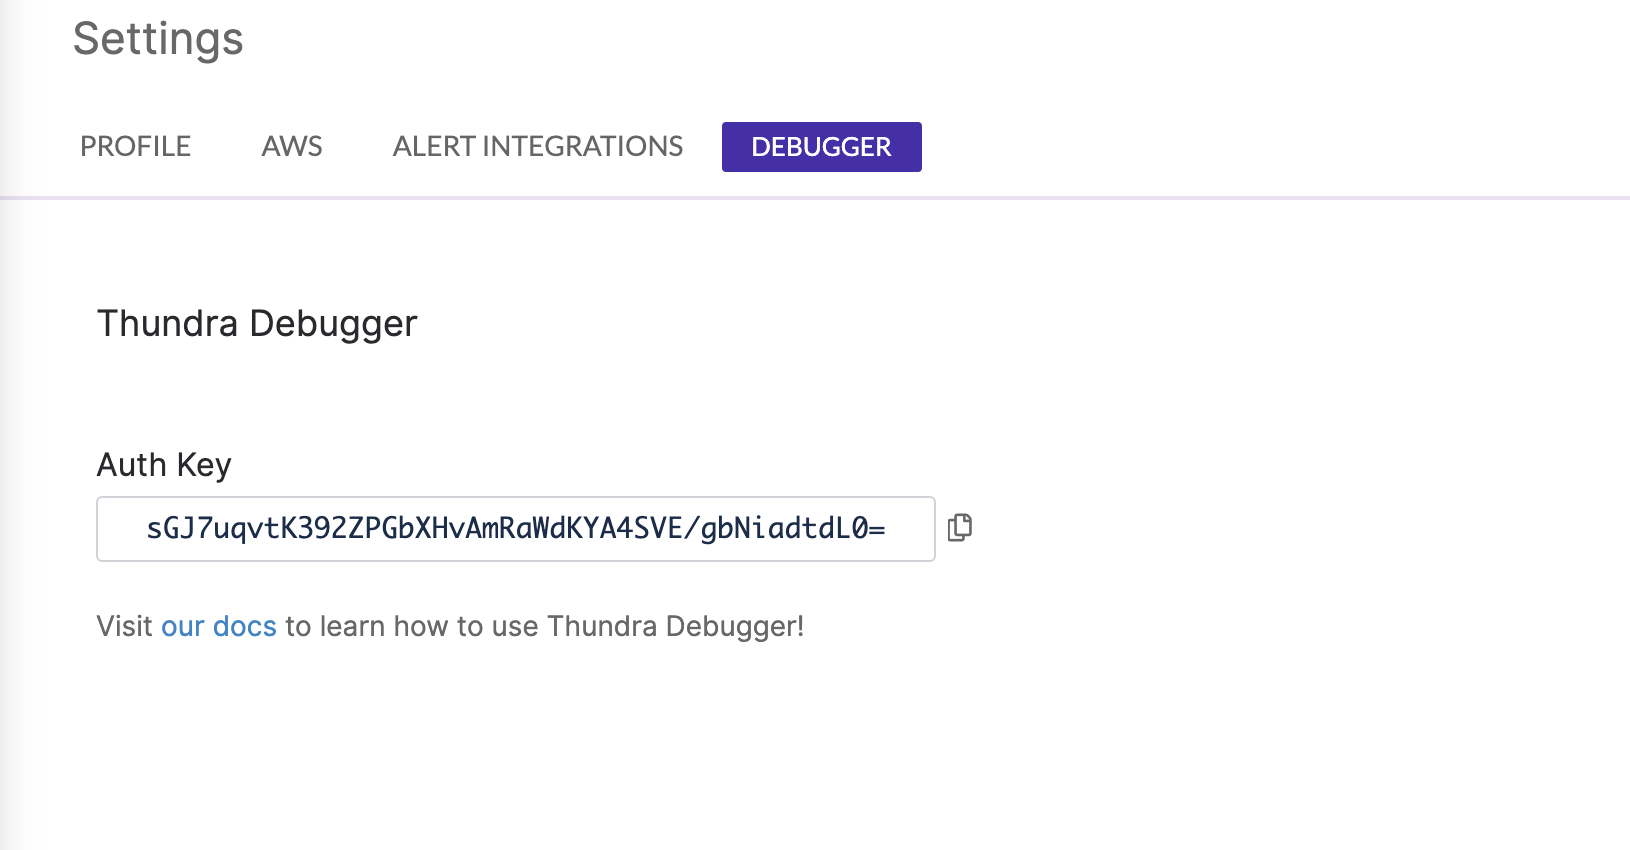 Settings
PROFILE AWS ALERT INTEGRATIONS DEBUGGER
Thundra Debugger
Auth Key
sGJ7uqvtK392ZPGbXHvAmRaWdKYA4SVE/gbNiadtdL0=
Visit our docs to learn how to use Thundra Debugger!